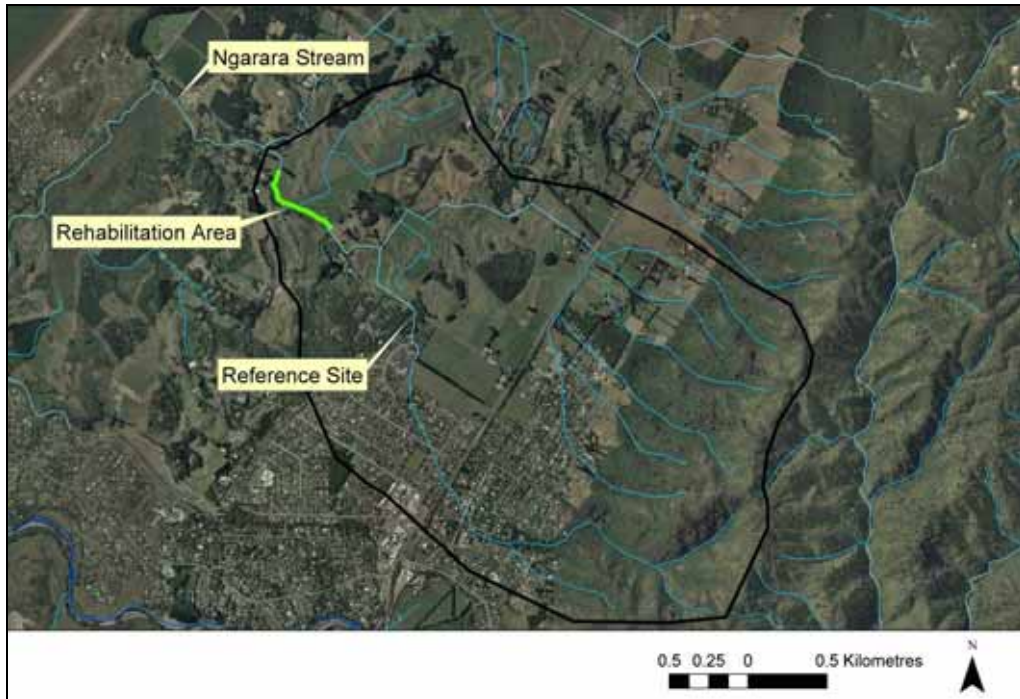 Ngarara Stream
Rehabilitation Area
Reference Site
N
0.5 0.25 0 0.5 Kilometres